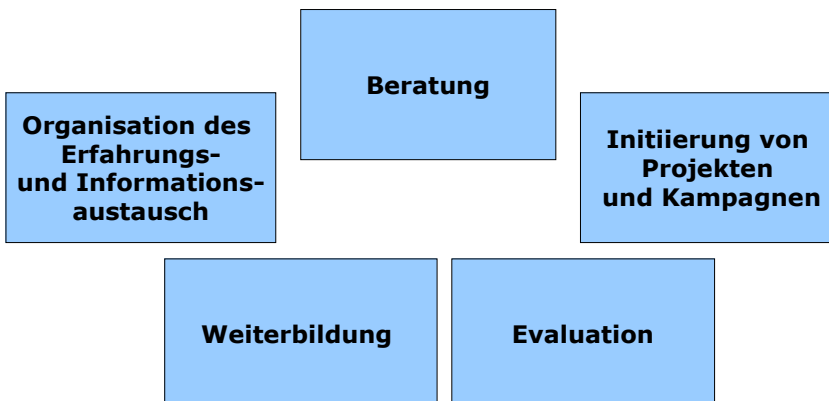 Beratung
Organisation des
Erfahrungs-
und Informations-
austausch
Initiierung von
Projekten
und Kampagnen
Weiterbildung
Evaluation